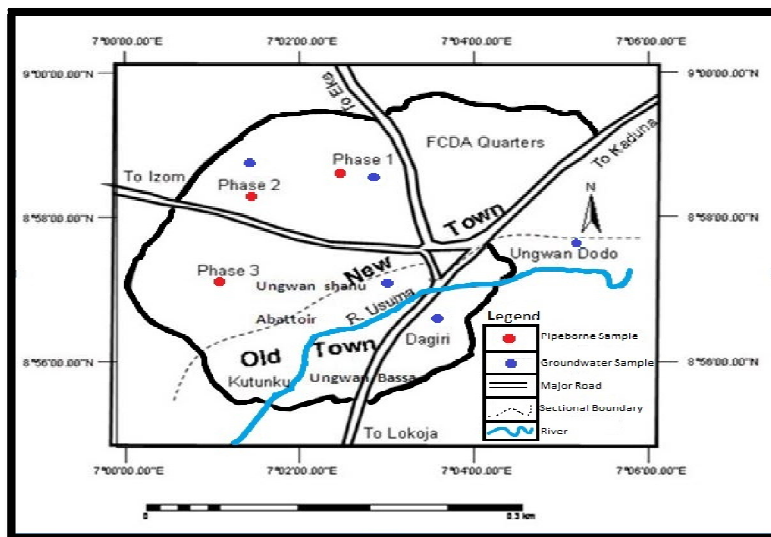 7°00'00.00"E 7°02'00.00"E 7°04'00.00"E 7°06'00.00"E
9°00'00.00"N 9°00'00.00"N
To Eka
FCDA Quarters
To Kaduna
Phase 1
To Izom
Phase 2
N
8°58'00.00"N 8°58'00.00"N
Town
Ungwan Dodo
New
Phase 3
Ungwan shanu
R. Usuma
Abattoir
Legend
Pipeborne Sample
Dagiri
Old Town
Groundwater Sample
8°56'00.00"N 8°56'00.00"N
Kutunku
Ungwan Bassa
Major Road
Sectional Boundary
River
To Lokoja
7°00'00.00"E 7°02'00.00"E 7°04'00.00"E 7°06'00.00"E
0 0.3 km